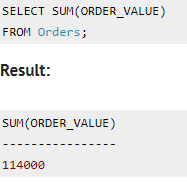 SELECT SUM(ORDER_VALUE)
FROM Orders;
Result:
SUM(ORDER_VALUE)
----------------
114000